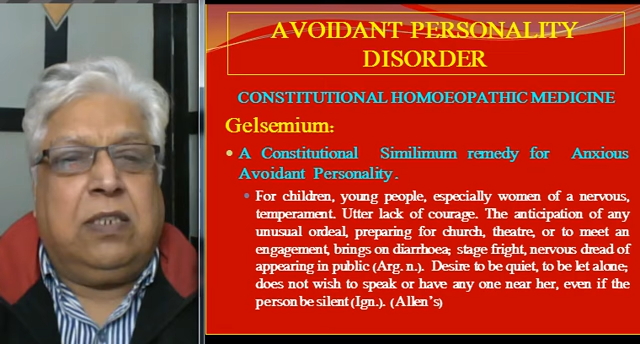 AVOIDANT PERSONALITY
DISORDER
CONSTITUTIONAL HOMOEOPATHIC MEDICINE
Gelsemium:
• A Constitutional Similimum remedy for Anxious
Avoidant Personality.
• For children, young people, especially women of a nervous,
temperament. Utter lack of courage. The anticipation of any
unusual ordeal, preparing for church, theatre, or to meet an
engagement, brings on diarrhoea; stage fright, nervous dread of
appearing in public (Arg. n.). Desire to be quiet, to be let alone;
does not wish to speak or have any one near her, even if the
person be silent (Ign.). (Allen's)